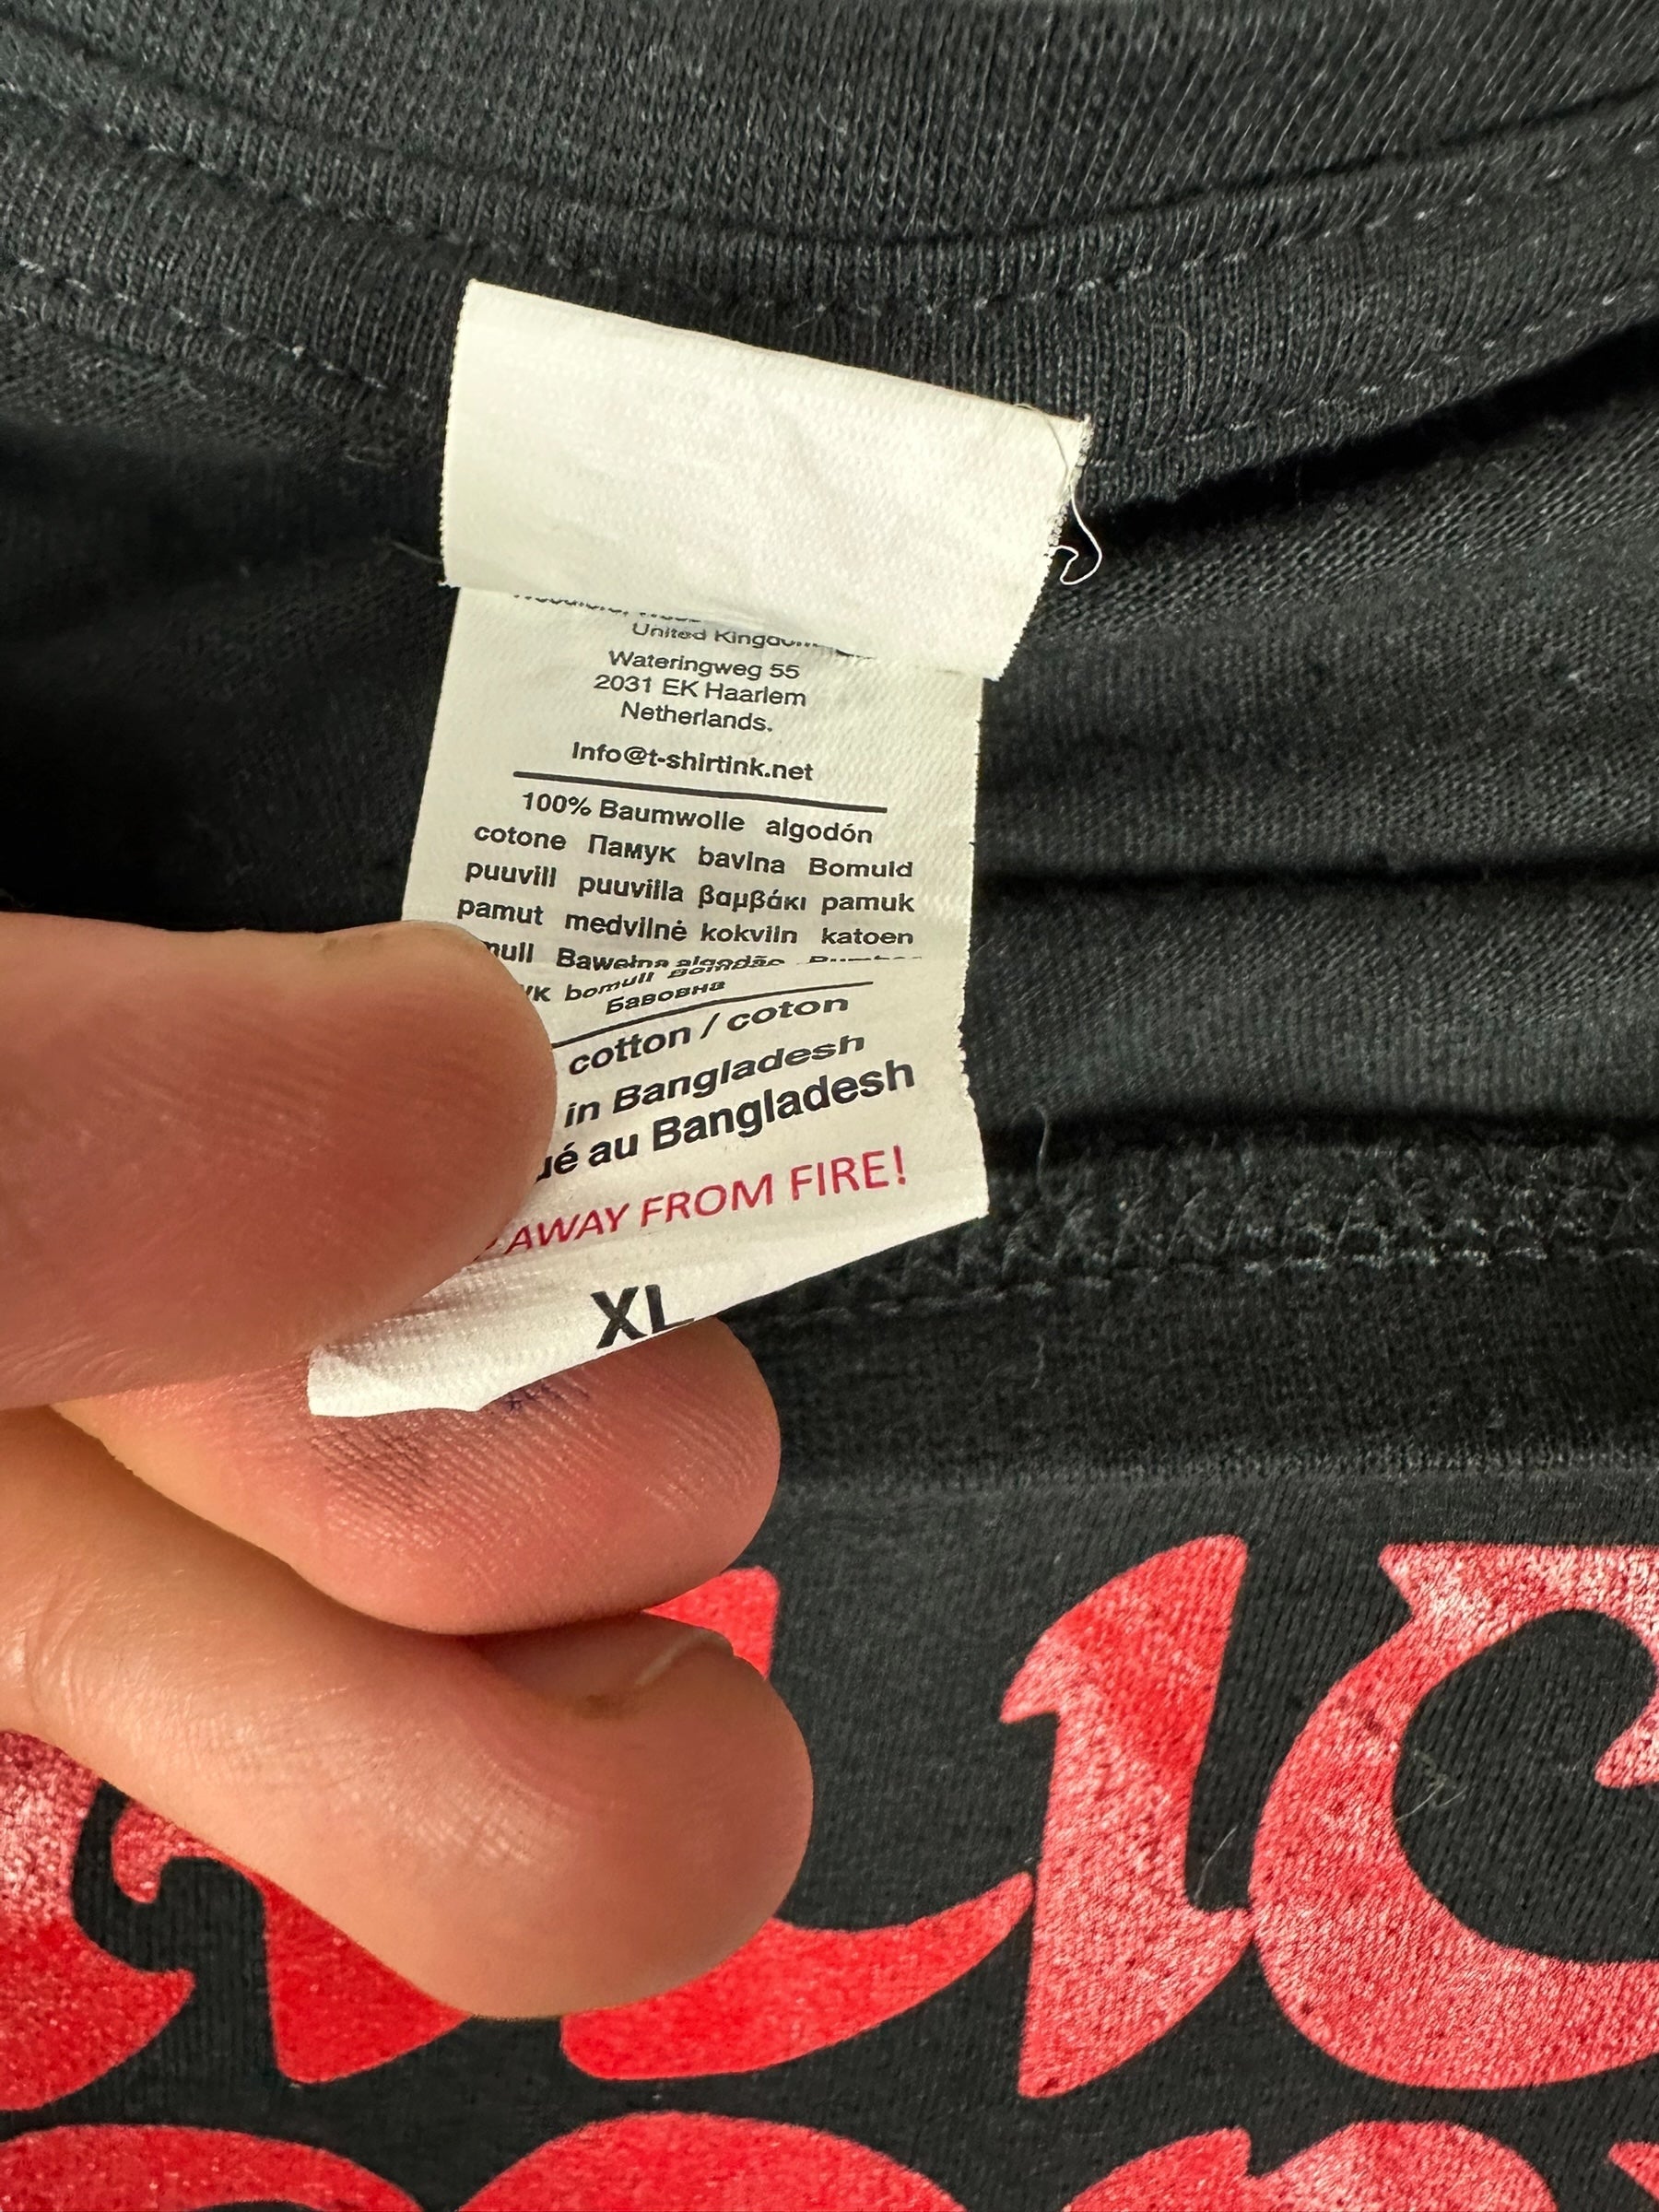 United Kingdom
Wateringweg 55
2031 EK Haarlem
Netherlands.
Info@t-shirtink.net
100% Baumwolle algodón
cotone Памук bavlna Bomuld
puuvill puuvilla βαμβάκι pamuk
pamut medvilnė kokviln katoen
Bawełna algodão
bomull
Бавовна
cotton / coton
in Bangladesh
au Bangladesh
AWAY FROM FIRE!
XL